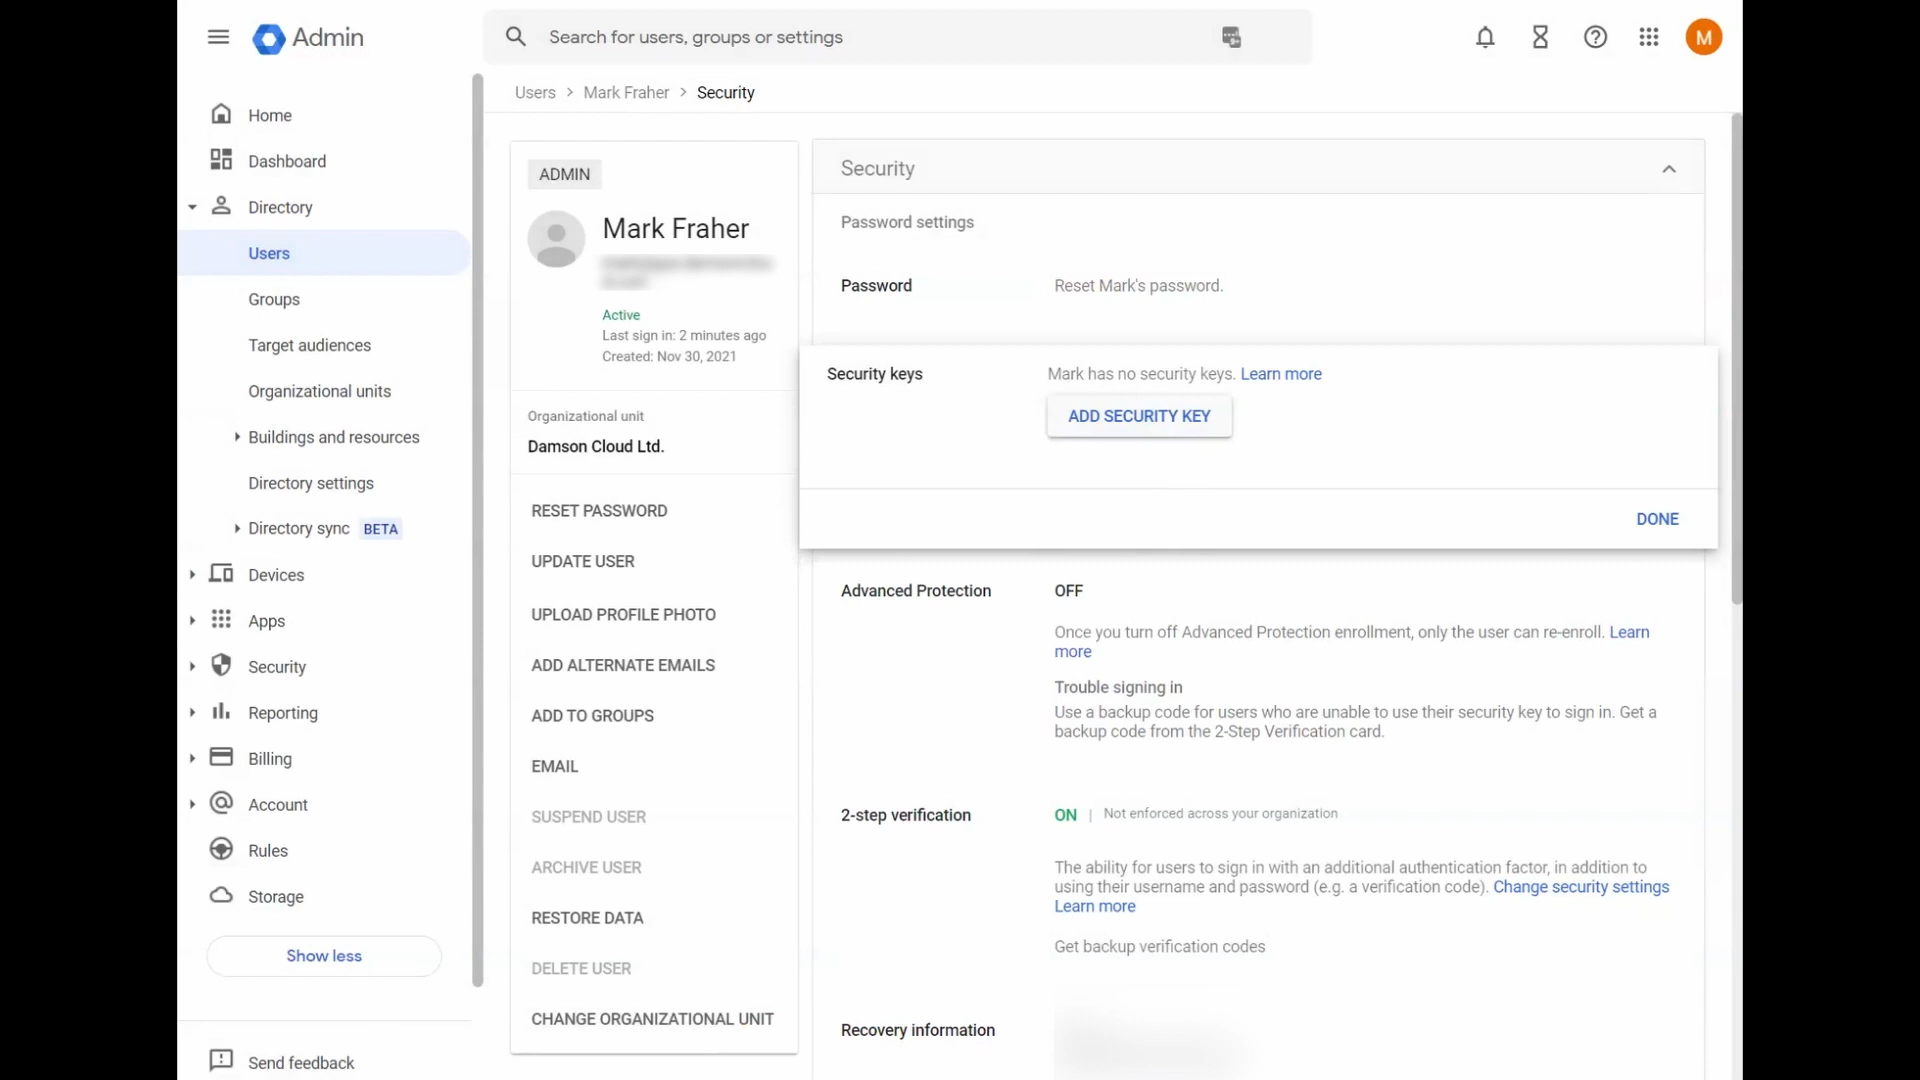 Admin
Search for users, groups or settings
M
Home
Dashboard
Directory
Users
Groups
Target audiences
Organizational units
Buildings and resources
Directory settings
Directory sync BETA
Devices
Apps
Security
Reporting
Billing
Account
Rules
Storage
Show less
Send feedback
Users > Mark Fraher > Security
ADMIN
Mark Fraher
Active
Last sign in: 2 minutes ago
Created: Nov 30, 2021
Organizational unit
Damson Cloud Ltd.
RESET PASSWORD
UPDATE USER
UPLOAD PROFILE PHOTO
ADD ALTERNATE EMAILS
ADD TO GROUPS
EMAIL
SUSPEND USER
ARCHIVE USER
RESTORE DATA
DELETE USER
CHANGE ORGANIZATIONAL UNIT
Security
Password settings
Password
Reset Mark's password.
Security keys
Mark has no security keys. Learn more
ADD SECURITY KEY
DONE
Advanced Protection
OFF
Once you turn off Advanced Protection enrollment, only the user can re-enroll. Learn
more
Trouble signing in
Use a backup code for users who are unable to use their security key to sign in. Get a
backup code from the 2-Step Verification card.
2-step verification
ON | Not enforced across your organization
The ability for users to sign in with an additional authentication factor, in addition to
using their username and password (e.g. a verification code). Change security settings
Learn more
Get backup verification codes
Recovery information